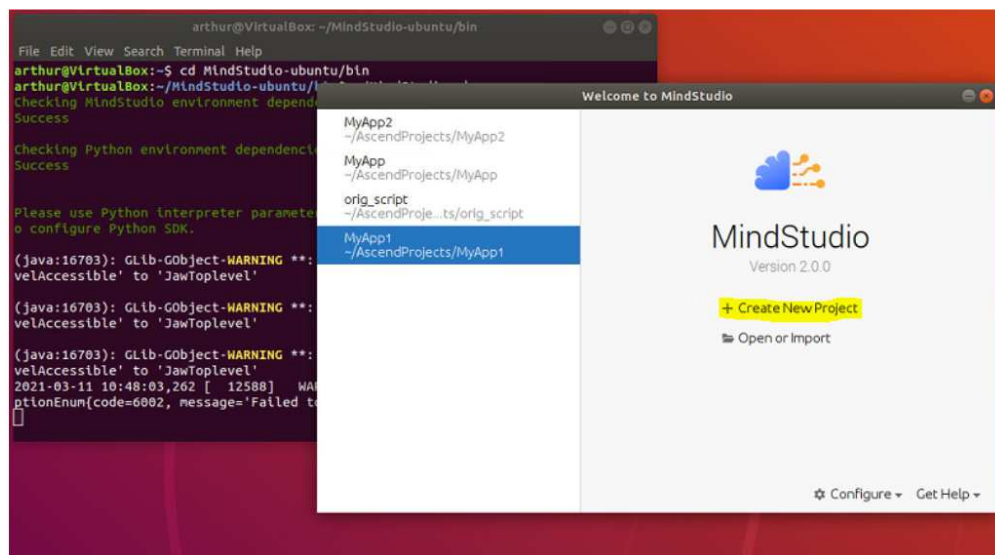 arthur@VirtualBox: ~/MindStudio-ubuntu/bin
File Edit View Search Terminal Help
arthur@VirtualBox:~$ cd MindStudio-ubuntu/bin
arthur@VirtualBox:~/MindStudio-ubuntu/
Checking MindStudio environment depend
Success
Checking Python environment dependenci
Success
Please use Python interpreter paramete
o configure Python SDK.
(java:16703): GLib-GObject-WARNING **:
velAccessible' to 'JawToplevel'
(java:16703): GLib-GObject-WARNING **:
velAccessible' to 'JawToplevel'
(java:16703): GLib-GObject-WARNING **:
velAccessible' to 'JawToplevel'
2021-03-11 10:48:03,262 [ 12588] WA
ptionEnum{code=6002, message='Failed to
Welcome to MindStudio
MyApp2
~/AscendProjects/MyApp2
MyApp
~/AscendProjects/MyApp
orig_script
~/AscendProje...ts/orig_script
MyApp1
~/AscendProjects/MyApp1
MindStudio
Version 2.0.0
+ Create New Project
Open or Import
Configure
Get Help